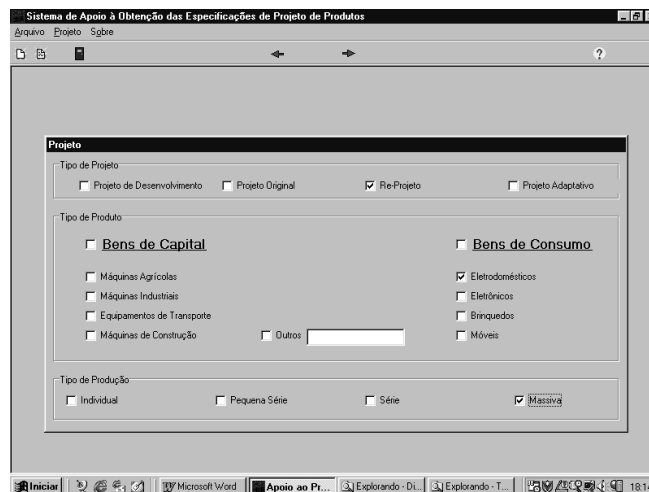 Sistema de Apoio à Obtenção das Especificações de Projeto de Produtos
Arquivo Projeto Sobre
?
Projeto
Tipo de Projeto
Projeto de Desenvolvimento Projeto Original Re-Projeto Projeto Adaptativo
Tipo de Produto
Bens de Capital Bens de Consumo
Máquinas Agrícolas Eletrodomésticos
Máquinas Industriais Eletrônicos
Equipamentos de Transporte Brinquedos
Máquinas de Construção Outros Móveis
Tipo de Produção
Individual Pequena Série Série Massiva
Iniciar Microsoft Word Apoio ao Pr... Explorando - Di... Explorando - T... 18:14